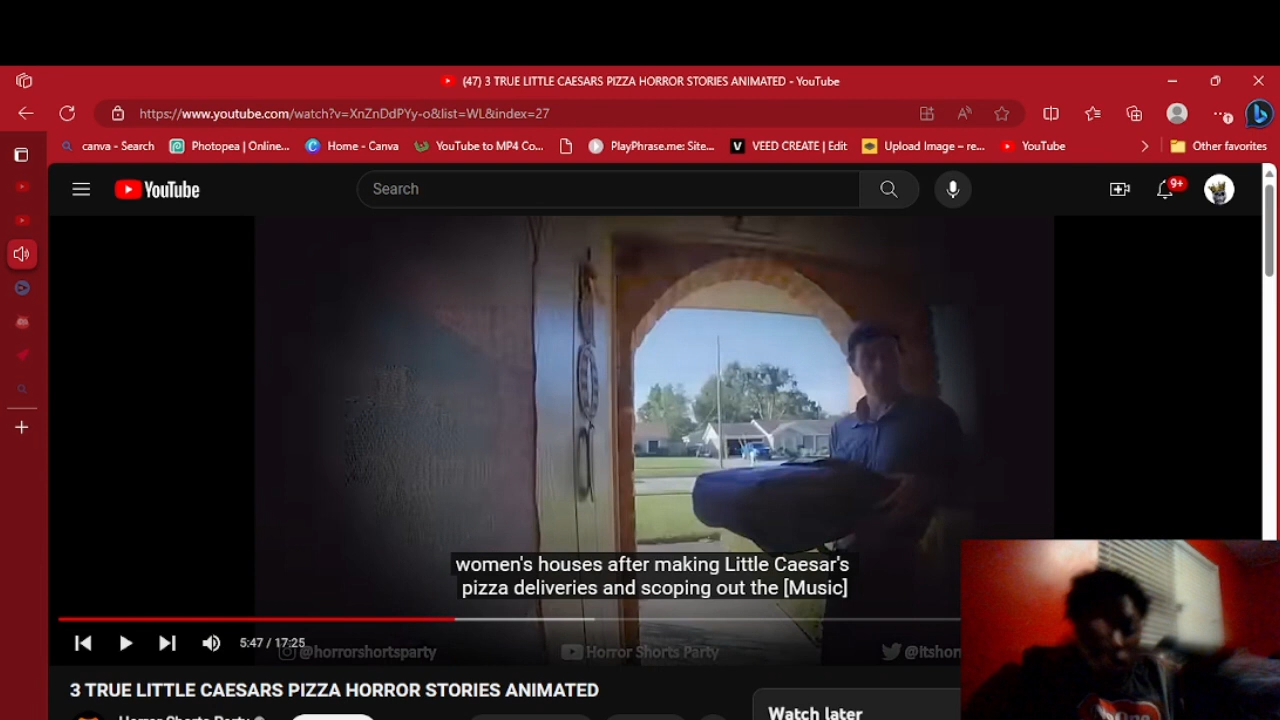 (47) 3 TRUE LITTLE CAESARS PIZZA HORROR STORIES ANIMATED - YouTube
https://www.youtube.com/watch?v=XnZnDdPYy-o&list=WL&index=27
canva - Search
Photopea | Online...
Home - Canva
YouTube to MP4 Co...
PlayPhrase.me: Site...
VEED CREATE | Edit
Upload Image – re...
YouTube
Other favorites
YouTube
Search
9+
women's houses after making Little Caesar's
pizza deliveries and scoping out the [Music]
5:47 / 17:25
@horrorshortsparty
Horror Shorts Party
@itshorr
3 TRUE LITTLE CAESARS PIZZA HORROR STORIES ANIMATED
Horror Shorts Party
Watch later